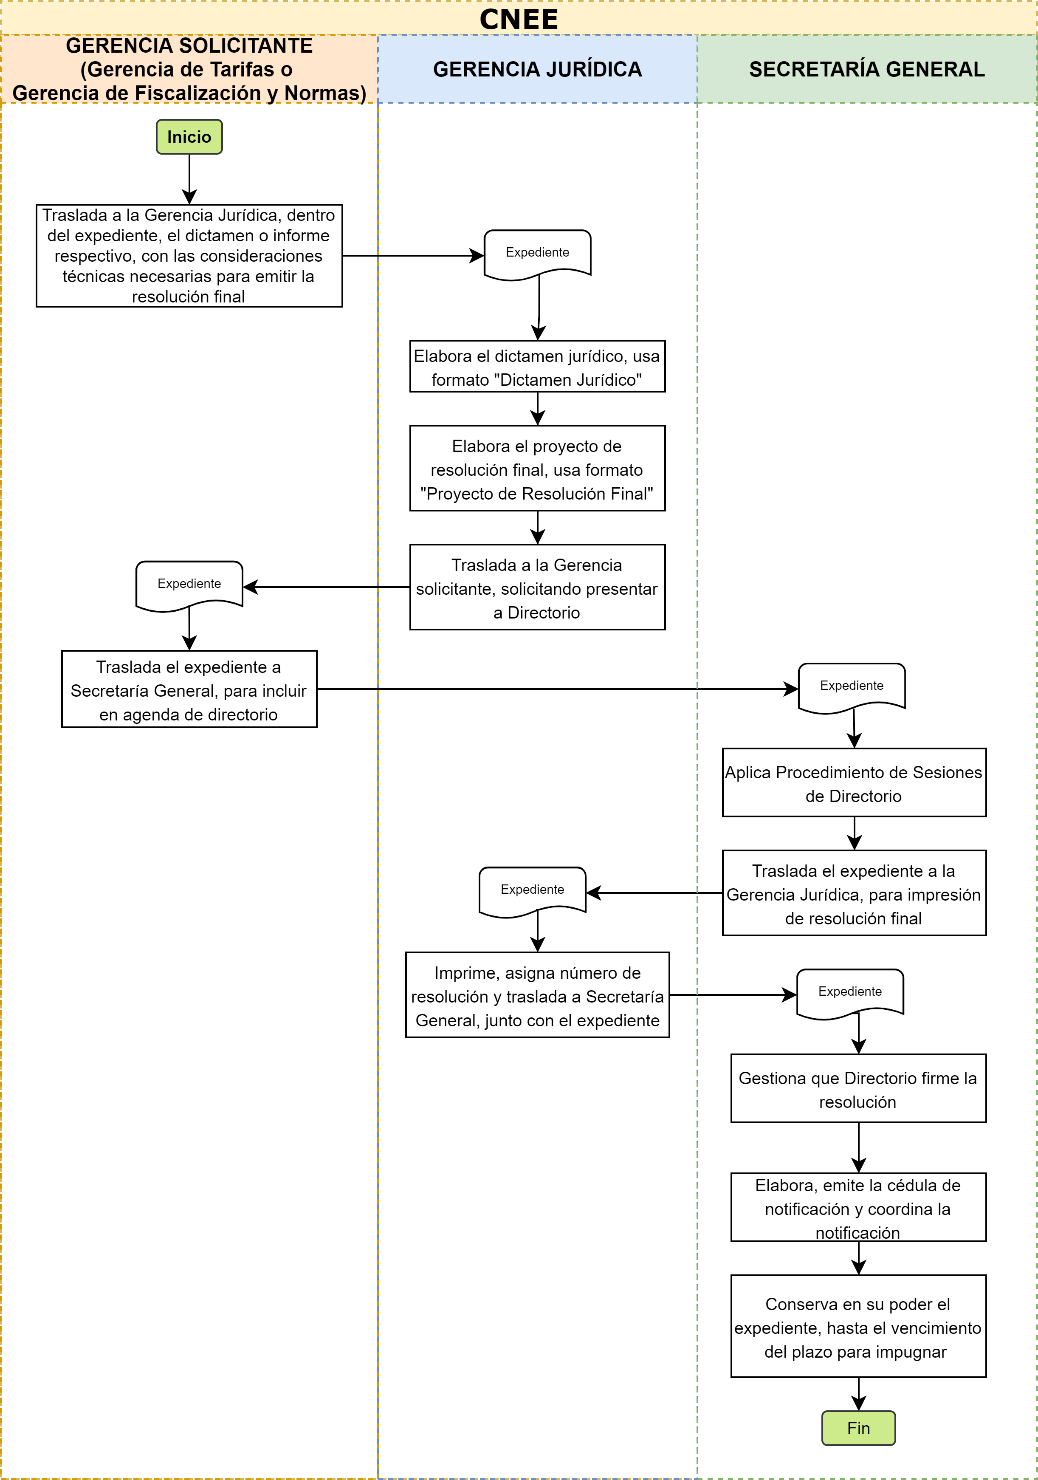 CNEE
GERENCIA SOLICITANTE
(Gerencia de Tarifas o
Gerencia de Fiscalización y Normas)
GERENCIA JURÍDICA
SECRETARÍA GENERAL
Inicio
Traslada a la Gerencia Jurídica, dentro
del expediente, el dictamen o informe
respectivo, con las consideraciones
técnicas necesarias para emitir la
resolución final
Expediente
Elabora el dictamen jurídico, usa
formato "Dictamen Jurídico"
Elabora el proyecto de
resolución final, usa formato
"Proyecto de Resolución Final"
Traslada a la Gerencia
solicitante, solicitando presentar
a Directorio
Expediente
Traslada el expediente a
Secretaría General, para incluir
en agenda de directorio
Expediente
Aplica Procedimiento de Sesiones
de Directorio
Traslada el expediente a la
Gerencia Jurídica, para impresión
de resolución final
Expediente
Imprime, asigna número de
resolución y traslada a Secretaría
General, junto con el expediente
Expediente
Gestiona que Directorio firme la
resolución
Elabora, emite la cédula de
notificación y coordina la
notificación
Conserva en su poder el
expediente, hasta el vencimiento
del plazo para impugnar
Fin